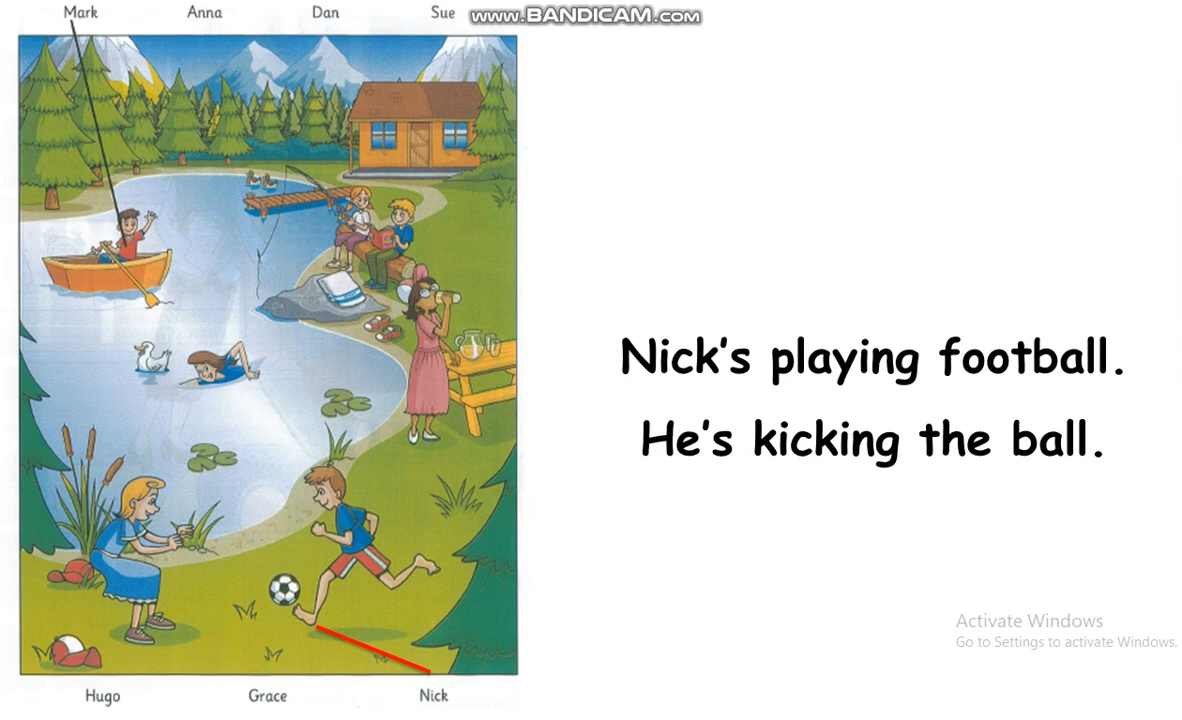 Mark Anna Dan Sue
www.BANDICAM.com
Nick's playing football.
He's kicking the ball.
Activate Windows
Go to Settings to activate Windows.
Hugo Grace Nick